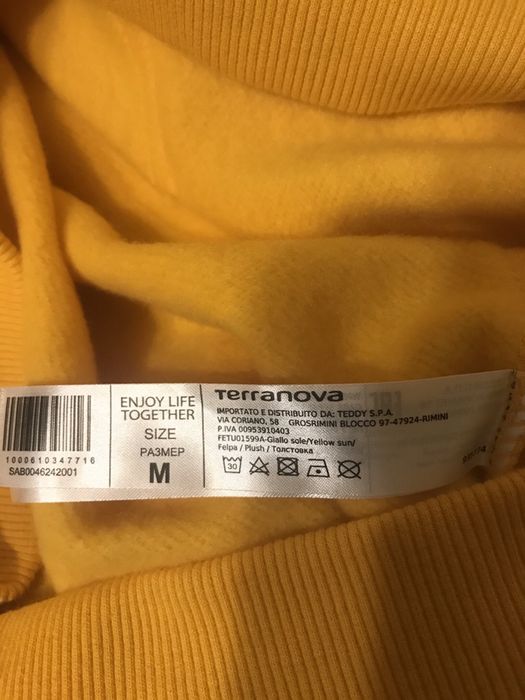 1000610347716
SAB0046242001
ENJOY LIFE
TOGETHER
SIZE
РАЗМЕР
M
terranova
IMPORTATO E DISTRIBUITO DA: TEDDY S.P.A.
VIA CORIANO, 58 GROSRIMINI BLOCCO 97-47924-RIMINI
P.IVA 00953910403
FETU01599A-Giallo sole/Yellow sun/
Felpa / Plush / Толстовка
30